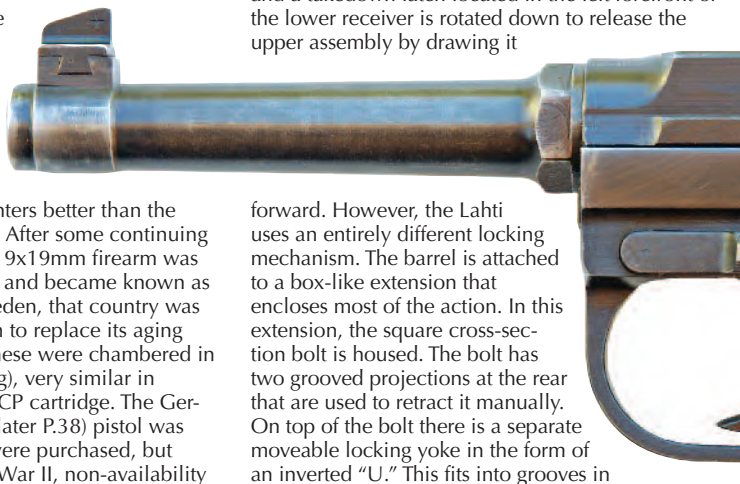 e
nters better than the
After some continuing
9x19mm firearm was
and became known as
eden, that country was
n to replace its aging
hese were chambered in
g), very similar in
CP cartridge. The Ger-
later P.38) pistol was
were purchased, but
War II, non-availability
and a takedown latch located in the left forefront of
the lower receiver is rotated down to release the
upper assembly by drawing it
forward. However, the Lahti
uses an entirely different locking
mechanism. The barrel is attached
to a box-like extension that
encloses most of the action. In this
extension, the square cross-sec-
tion bolt is housed. The bolt has
two grooved projections at the rear
that are used to retract it manually.
On top of the bolt there is a separate
moveable locking yoke in the form of
an inverted “U.” This fits into grooves in